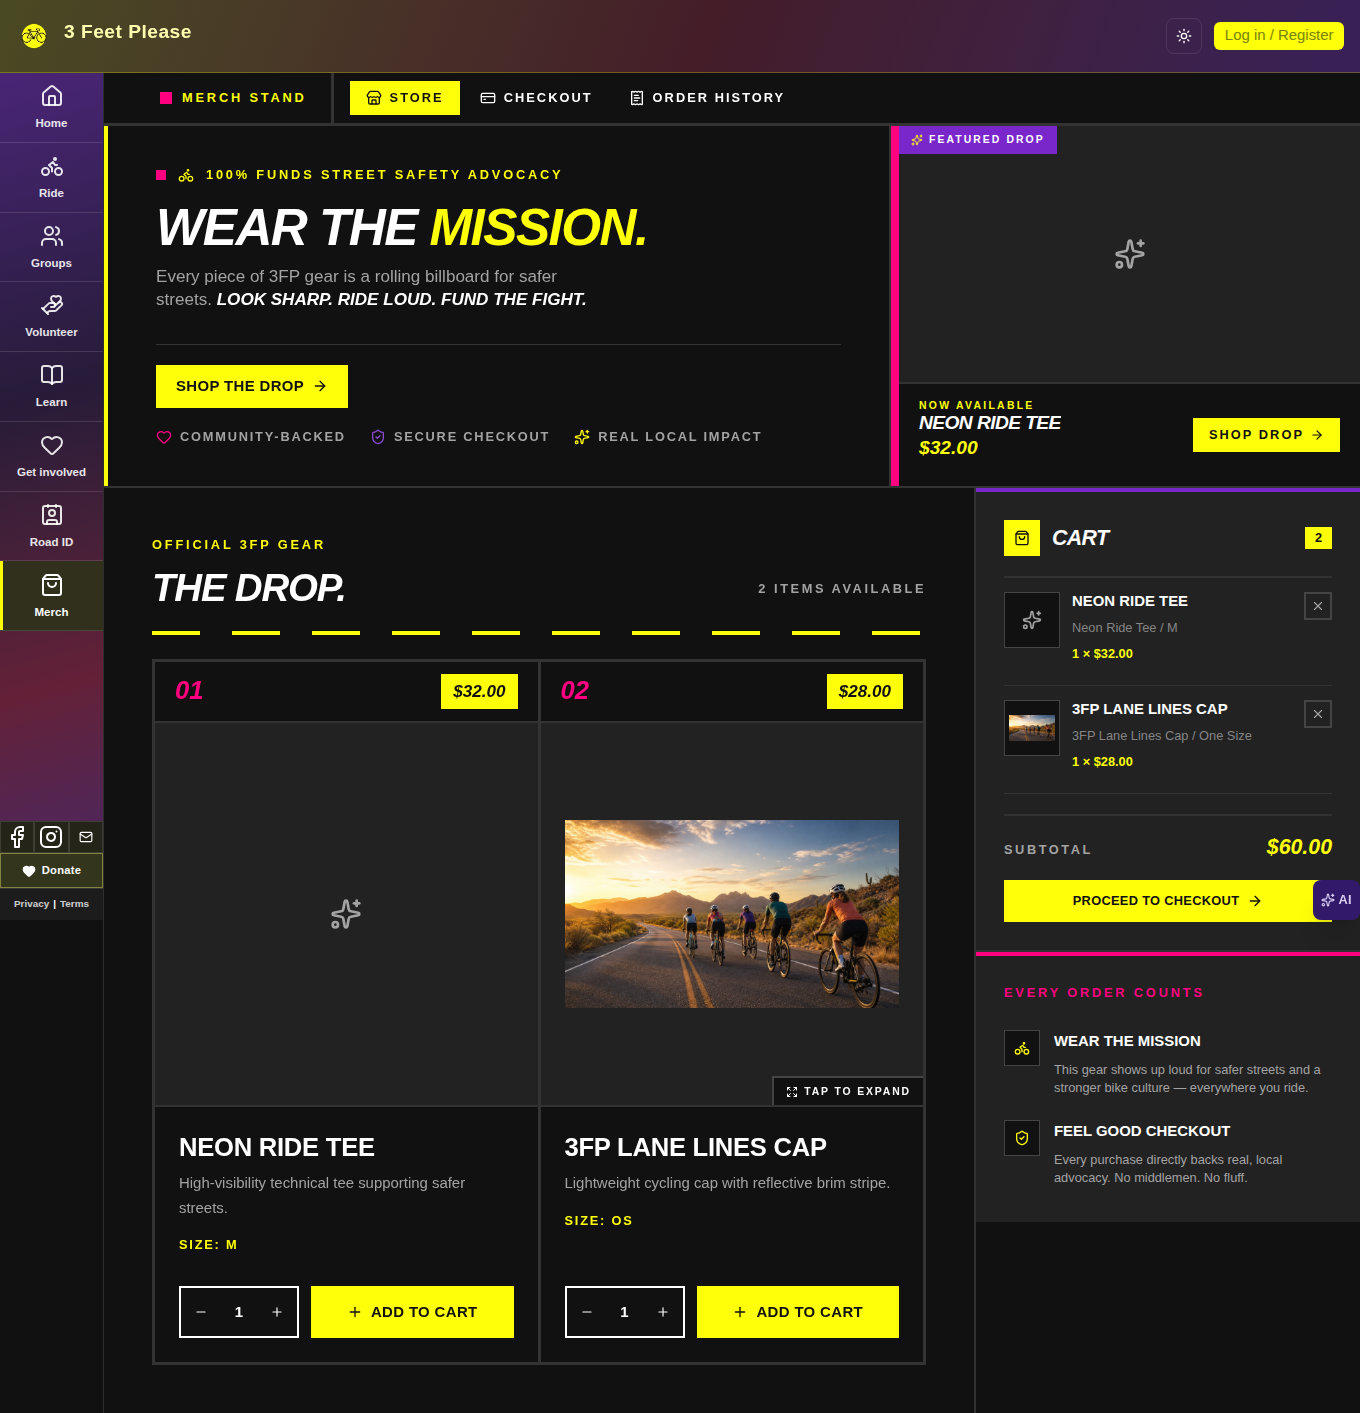 3 Feet Please
Log in / Register
Home
Ride
Groups
Volunteer
Learn
Get involved
Road ID
Merch
Donate
Privacy | Terms
MERCH STAND
STORE
CHECKOUT
ORDER HISTORY
100% FUNDS STREET SAFETY ADVOCACY
WEAR THE MISSION.
Every piece of 3FP gear is a rolling billboard for safer
streets. LOOK SHARP. RIDE LOUD. FUND THE FIGHT.
SHOP THE DROP
COMMUNITY-BACKED
SECURE CHECKOUT
REAL LOCAL IMPACT
FEATURED DROP
NOW AVAILABLE
NEON RIDE TEE
$32.00
SHOP DROP
OFFICIAL 3FP GEAR
THE DROP.
2 ITEMS AVAILABLE
01
$32.00
NEON RIDE TEE
High-visibility technical tee supporting safer
streets.
SIZE: M
1
ADD TO CART
02
$28.00
TAP TO EXPAND
3FP LANE LINES CAP
Lightweight cycling cap with reflective brim stripe.
SIZE: OS
1
ADD TO CART
CART
2
NEON RIDE TEE
Neon Ride Tee / M
1 × $32.00
3FP LANE LINES CAP
3FP Lane Lines Cap / One Size
1 × $28.00
SUBTOTAL
$60.00
PROCEED TO CHECKOUT
AI
EVERY ORDER COUNTS
WEAR THE MISSION
This gear shows up loud for safer streets and a
stronger bike culture — everywhere you ride.
FEEL GOOD CHECKOUT
Every purchase directly backs real, local
advocacy. No middlemen. No fluff.